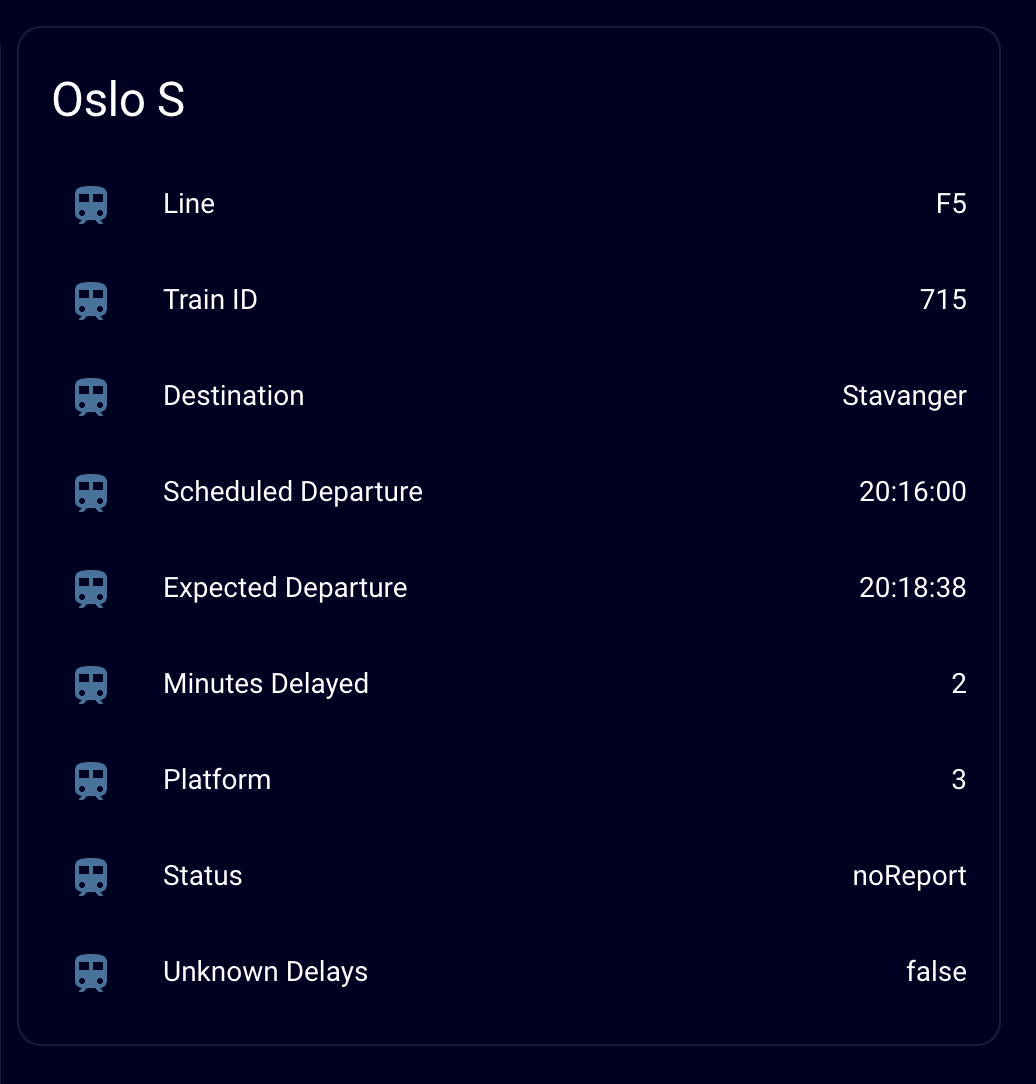 Oslo S
Line F5
Train ID 715
Destination Stavanger
Scheduled Departure 20:16:00
Expected Departure 20:18:38
Minutes Delayed 2
Platform 3
Status noReport
Unknown Delays false